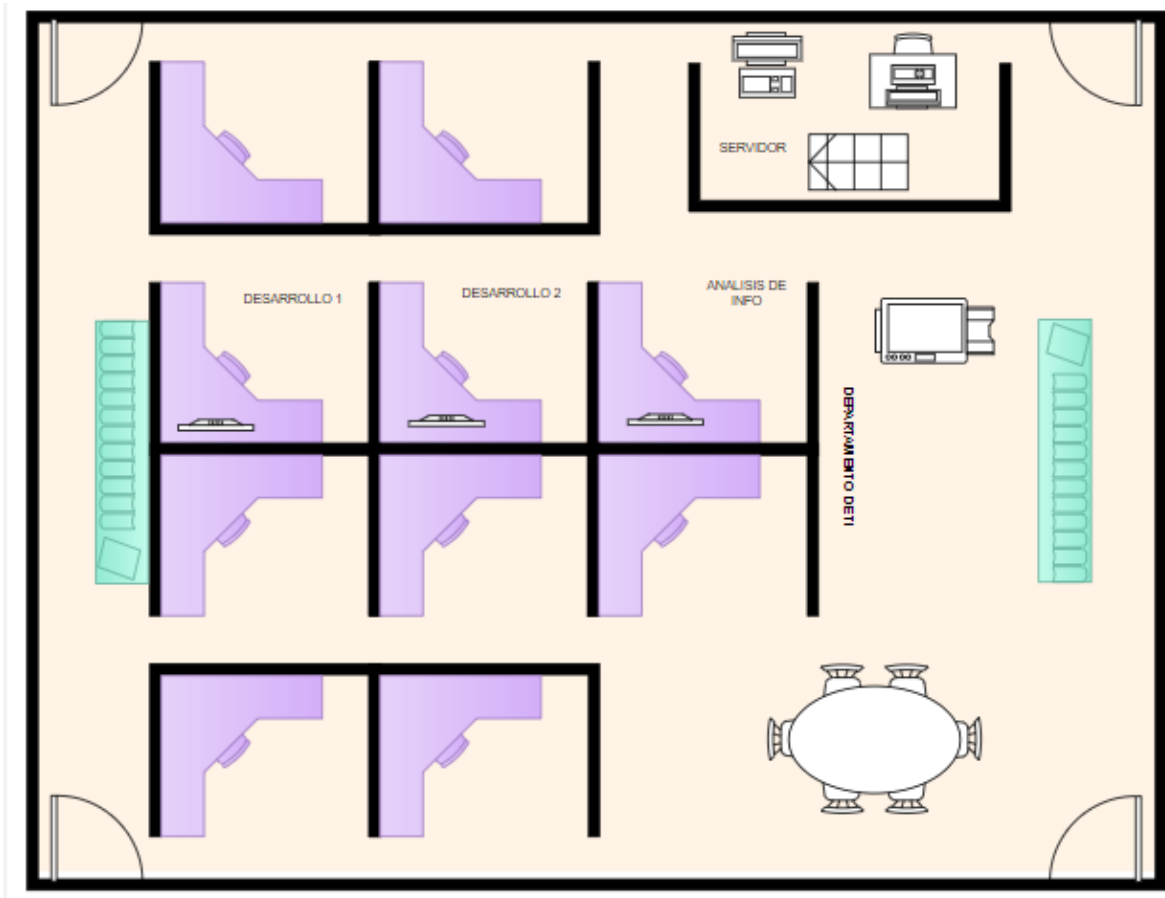 SERVIDOR
DESARROLLO 1
DESARROLLO 2
ANALISIS DE
INFO
DEPARTAMENTO DE TI